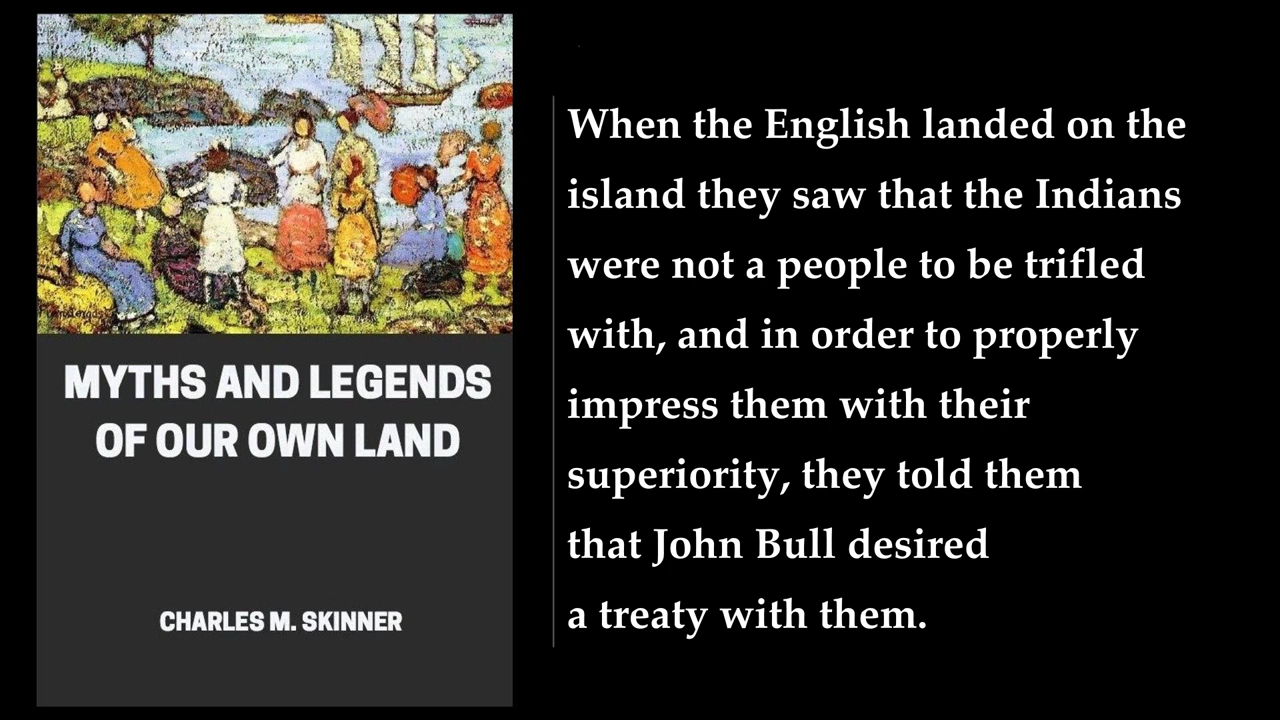 MYTHS AND LEGENDS
OF OUR OWN LAND
CHARLES M. SKINNER
When the English landed on the
island they saw that the Indians
were not a people to be trifled
with, and in order to properly
impress them with their
superiority, they told them
that John Bull desired
a treaty with them.